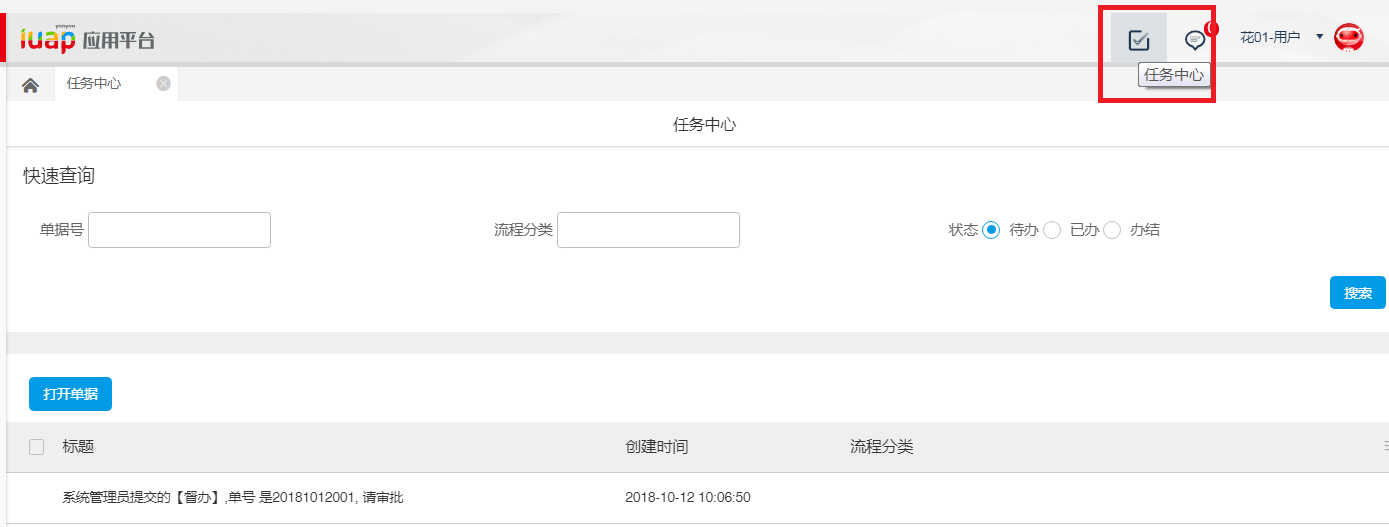 yonyou
iuap 应用平台
花01-用户
任务中心
任务中心
任务中心
快速查询
单据号
流程分类
状态 待办 已办 办结
搜索
打开单据
标题 创建时间 流程分类
系统管理员提交的【督办】,单号 是20181012001, 请审批 2018-10-12 10:06:50